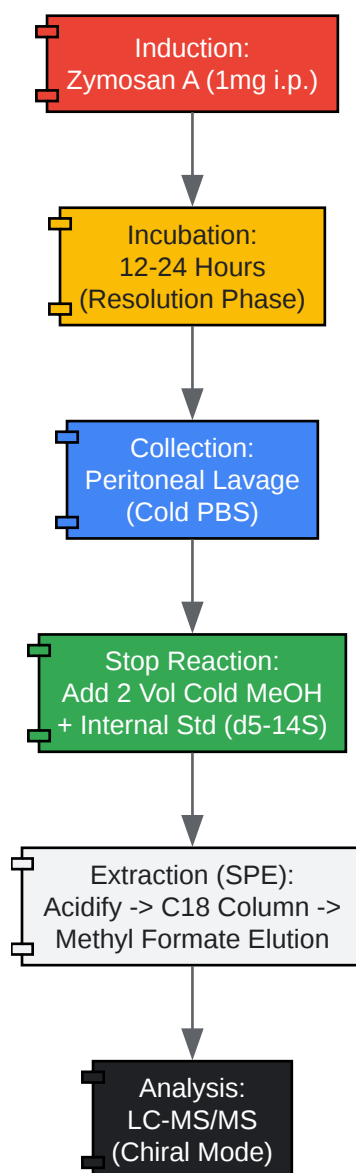 Induction:
Zymosan A (1mg i.p.)
Incubation:
12-24 Hours
(Resolution Phase)
Collection:
Peritoneal Lavage
(Cold PBS)
Stop Reaction:
Add 2 Vol Cold MeOH
+ Internal Std (d5-14S)
Extraction (SPE):
Acidify -> C18 Column ->
Methyl Formate Elution
Analysis:
LC-MS/MS
(Chiral Mode)